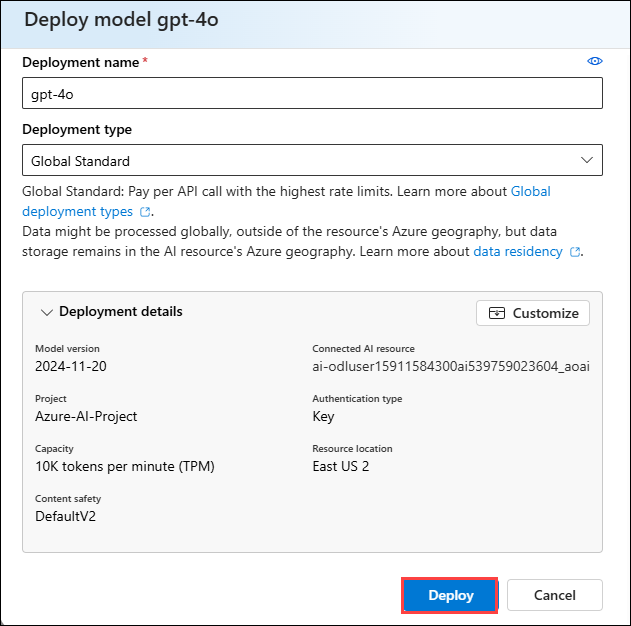 Deploy model gpt-4o
Deployment name *
gpt-4o
Deployment type
Global Standard
Global Standard: Pay per API call with the highest rate limits. Learn more about Global
deployment types.
Data might be processed globally, outside of the resource's Azure geography, but data
storage remains in the AI resource's Azure geography. Learn more about data residency.
Deployment details
Customize
Model version
2024-11-20
Connected AI resource
ai-odluser15911584300ai539759023604_aoai
Project
Azure-AI-Project
Authentication type
Key
Capacity
10K tokens per minute (TPM)
Resource location
East US 2
Content safety
DefaultV2
Deploy
Cancel